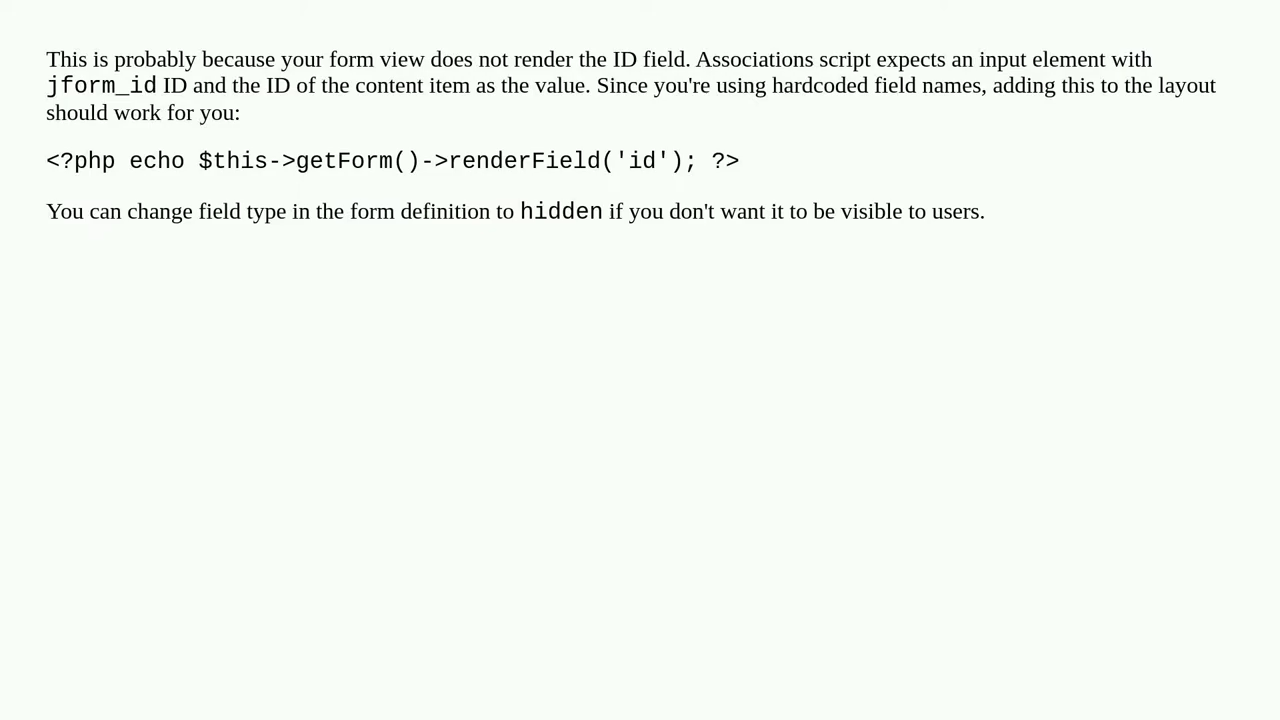 This is probably because your form view does not render the ID field. Associations script expects an input element with
jform_id ID and the ID of the content item as the value. Since you're using hardcoded field names, adding this to the layout
should work for you:
<?php echo $this->getForm()->renderField('id'); ?>
You can change field type in the form definition to hidden if you don't want it to be visible to users.